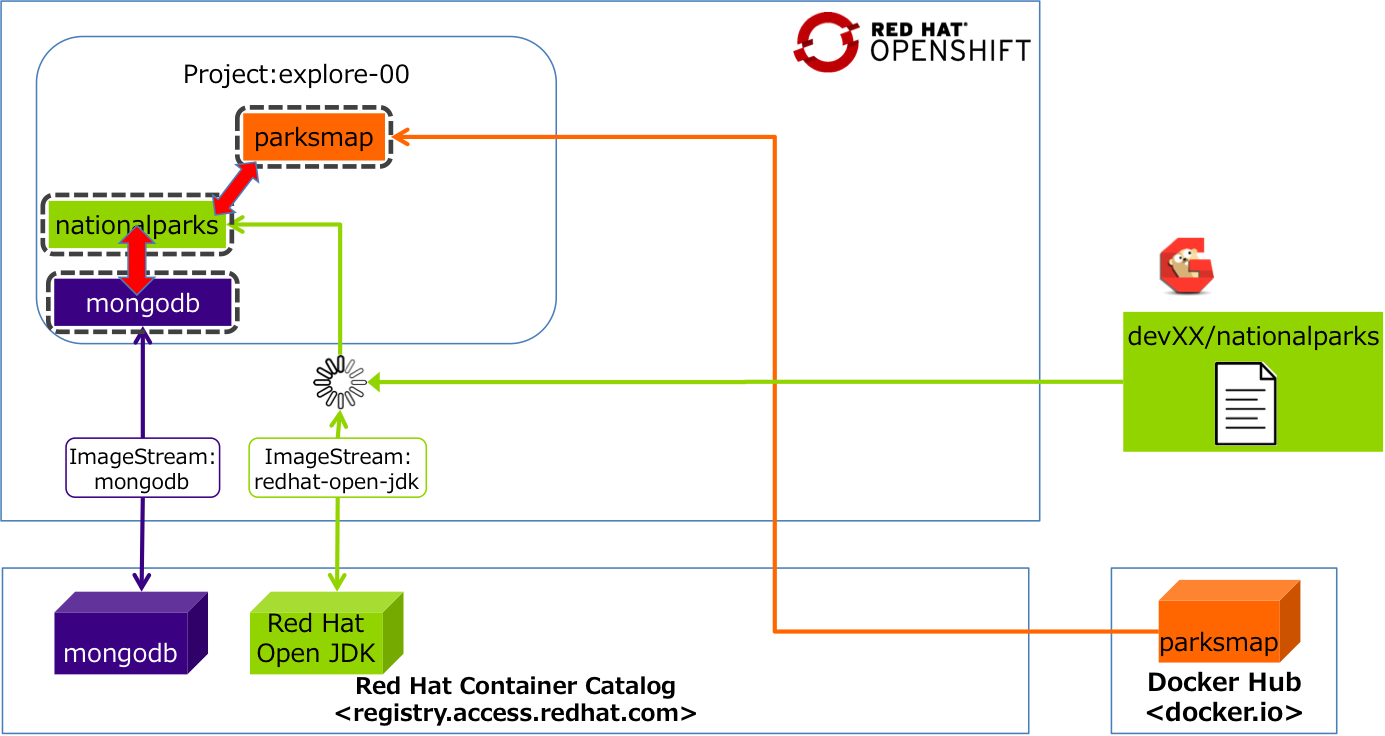 RED HAT®
OPENSHIFT
Project:explore-00
parksmap
nationalparks
mongodb
devXX/nationalparks
ImageStream:
mongodb
ImageStream:
redhat-open-jdk
mongodb
Red Hat
Open JDK
Red Hat Container Catalog
<registry.access.redhat.com>
parksmap
Docker Hub
<docker.io>